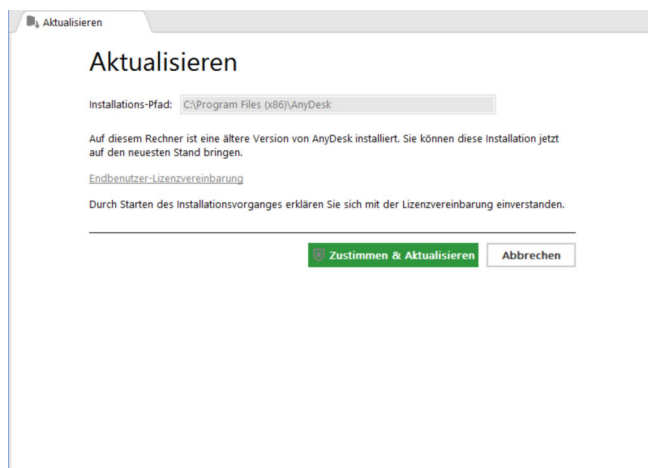 Aktualisieren
Aktualisieren
Installations-Pfad: C:\Program Files (x86)\AnyDesk
Auf diesem Rechner ist eine ältere Version von AnyDesk installiert. Sie können diese Installation jetzt
auf den neuesten Stand bringen.
Endbenutzer-Lizenzvereinbarung
Durch Starten des Installationsvorganges erklären Sie sich mit der Lizenzvereinbarung einverstanden.
Zustimmen & Aktualisieren Abbrechen